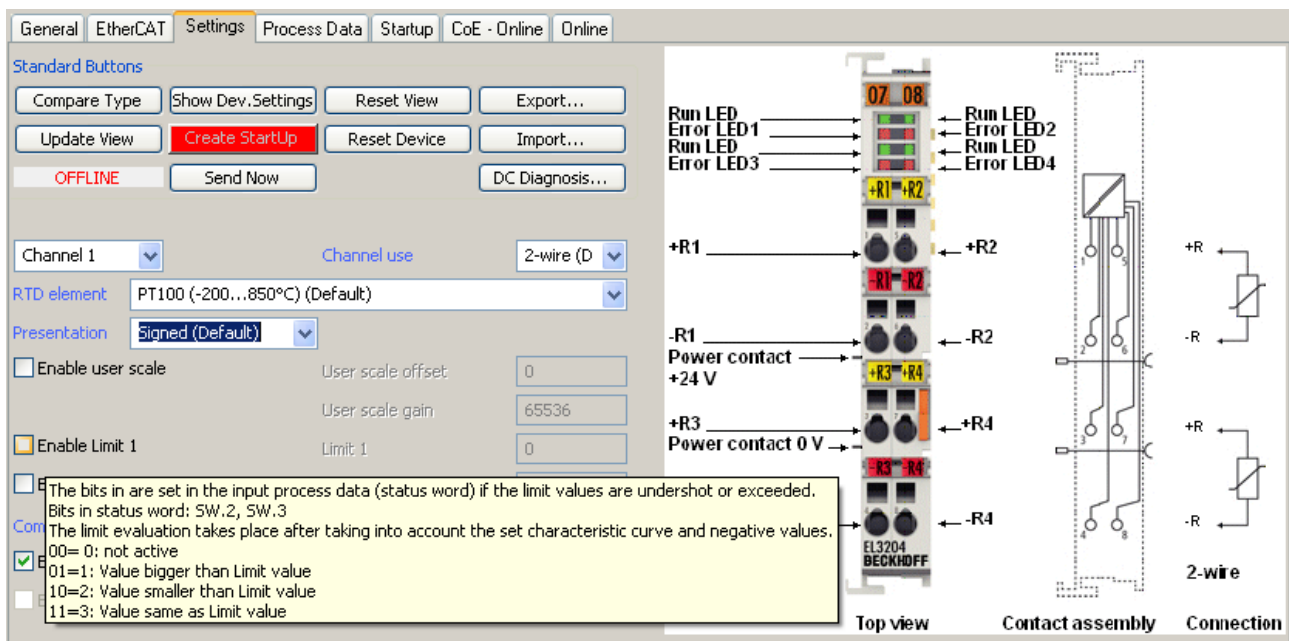 General EtherCAT Settings Process Data Startup CoE - Online Online
Standard Buttons
Compare Type Show Dev.Settings Reset View Export...
Update View Create StartUp Reset Device Import...
OFFLINE Send Now DC Diagnosis...
Channel 1 Channel use 2-wire (D
RTD element PT100 (-200...850°C) (Default)
Presentation Signed (Default)
Enable user scale User scale offset 0
User scale gain 65536
Enable Limit 1 Limit 1 0
The bits in are set in the input process data (status word) if the limit values are undershot or exceeded.
Bits in status word: SW.2, SW.3
The limit evaluation takes place after taking into account the set characteristic curve and negative values.
00= 0: not active
01=1: Value bigger than Limit value
10=2: Value smaller than Limit value
11=3: Value same as Limit value
Com
07 08
Run LED Run LED
Error LED1 Error LED2
Run LED Run LED
Error LED3 Error LED4
+R1 +R2
+R1 +R2
-R1 -R2
-R1 -R2
Power contact
+24 V
+R3 +R4
+R3 +R4
Power contact 0 V
-R3 -R4
-R4
EL3204
BECKHOFF
Top view
1 5
2 6
3 7
4 8
Contact assembly
+R
-R
+R
-R
2-wire
Connection